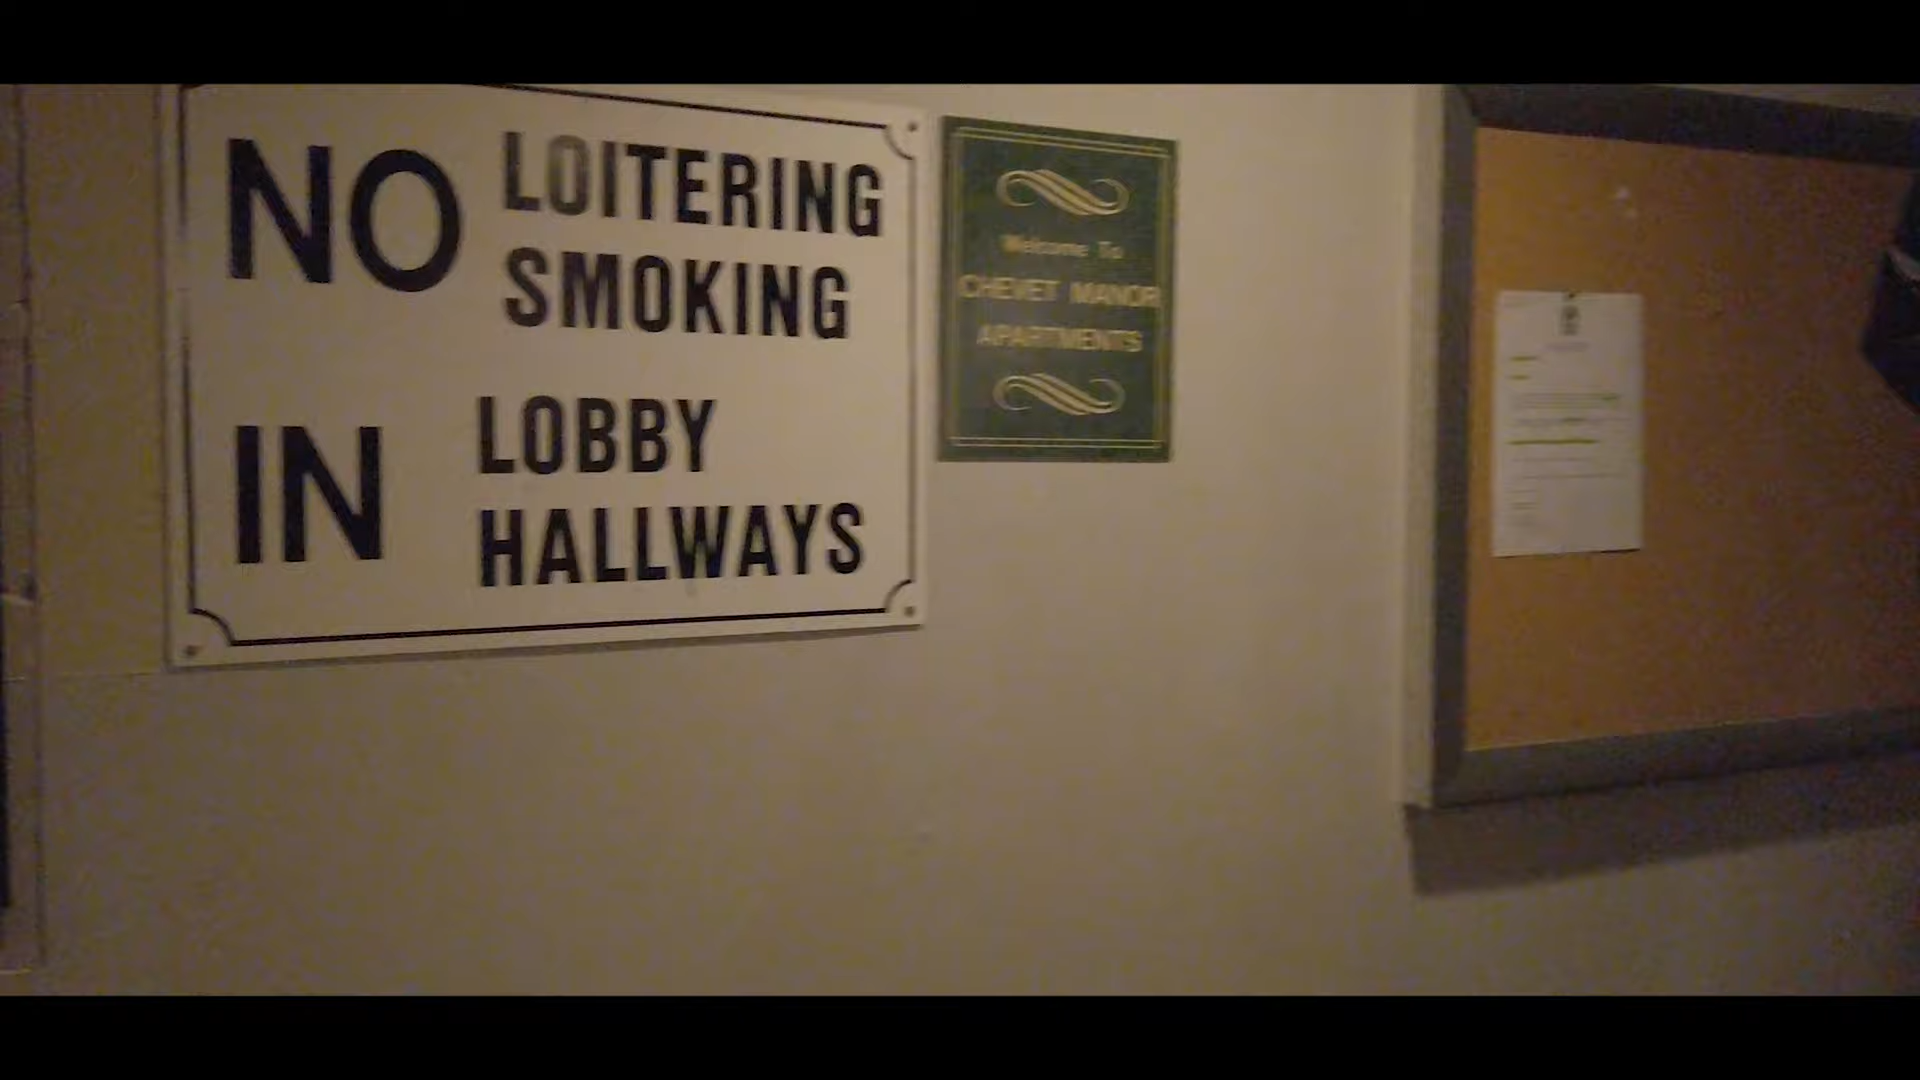 NO LOITERING
SMOKING
IN LOBBY
HALLWAYS
Welcome To
CHEVET MANOR
APARTMENTS